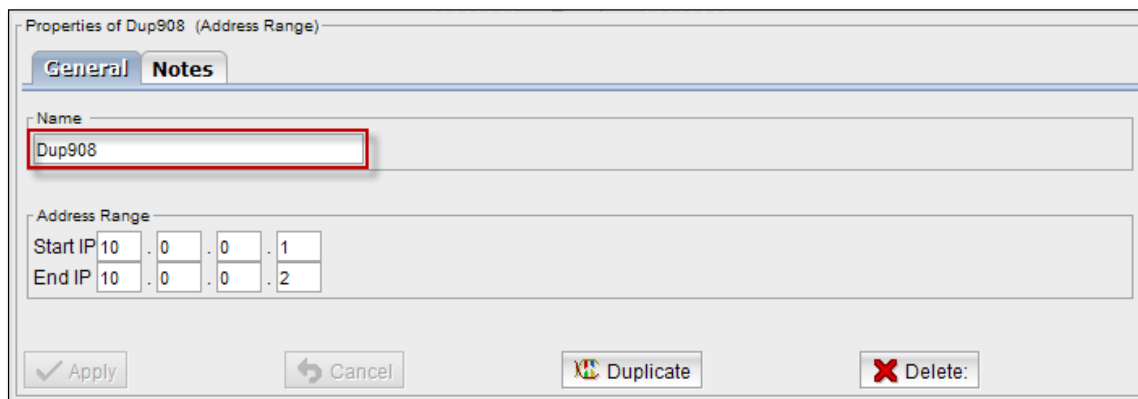 Properties of Dup908 (Address Range)
General Notes
Name
Dup908
Address Range
Start IP 10 . 0 . 0 . 1
End IP 10 . 0 . 0 . 2
Apply Cancel Duplicate Delete: